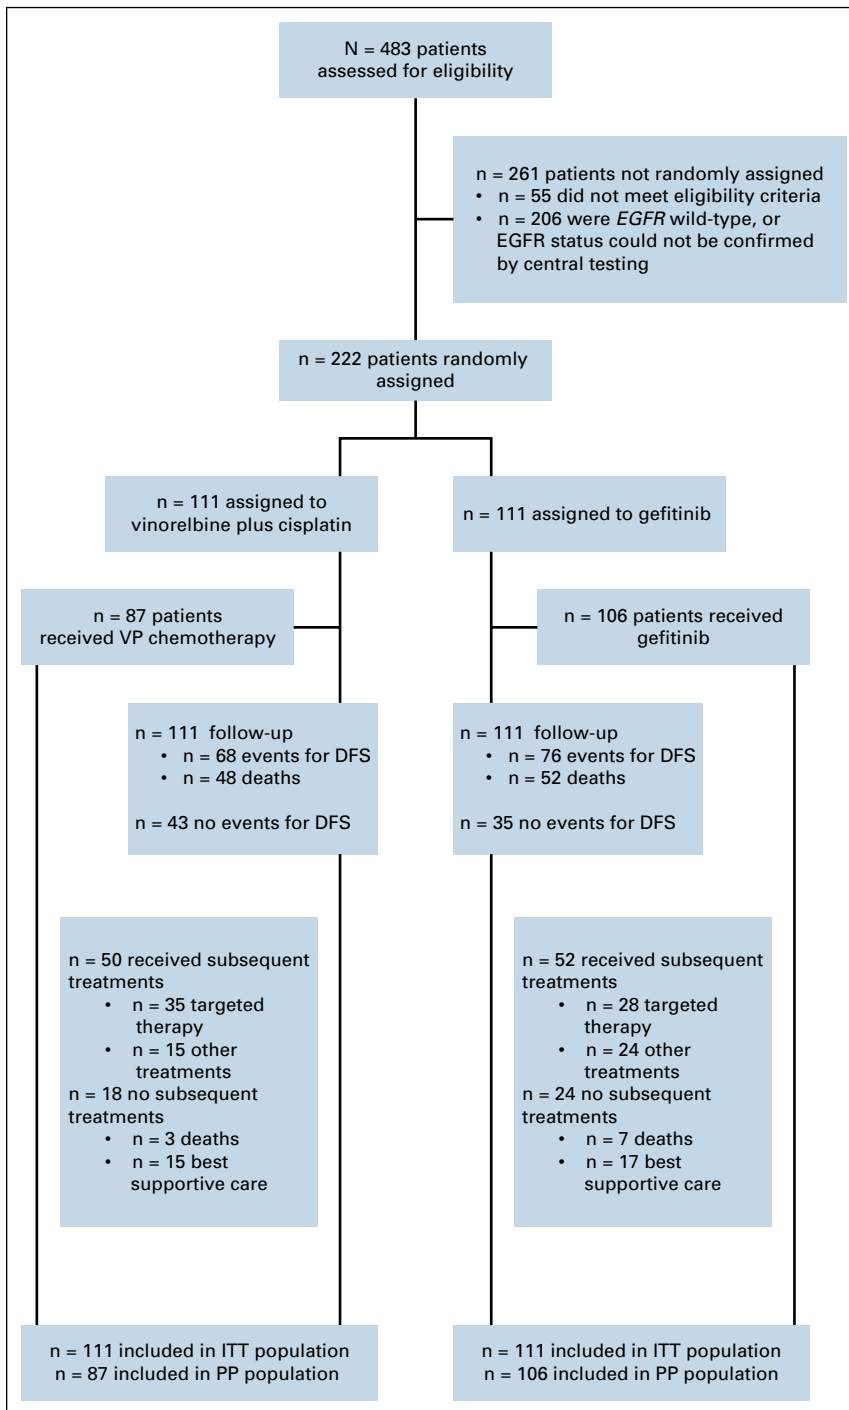 N = 483 patients
assessed for eligibility
n = 261 patients not randomly assigned
• n = 55 did not meet eligibility criteria
• n = 206 were EGFR wild-type, or
EGFR status could not be confirmed
by central testing
n = 222 patients randomly
assigned
n = 111 assigned to
vinorelbine plus cisplatin
n = 111 assigned to gefitinib
n = 87 patients
received VP chemotherapy
n = 106 patients received
gefitinib
n = 111 follow-up
• n = 68 events for DFS
• n = 48 deaths
n = 43 no events for DFS
n = 111 follow-up
• n = 76 events for DFS
• n = 52 deaths
n = 35 no events for DFS
n = 50 received subsequent
treatments
• n = 35 targeted
therapy
• n = 15 other
treatments
n = 18 no subsequent
treatments
• n = 3 deaths
• n = 15 best
supportive care
n = 52 received subsequent
treatments
• n = 28 targeted
therapy
• n = 24 other
treatments
n = 24 no subsequent
treatments
• n = 7 deaths
• n = 17 best
supportive care
n = 111 included in ITT population
n = 87 included in PP population
n = 111 included in ITT population
n = 106 included in PP population